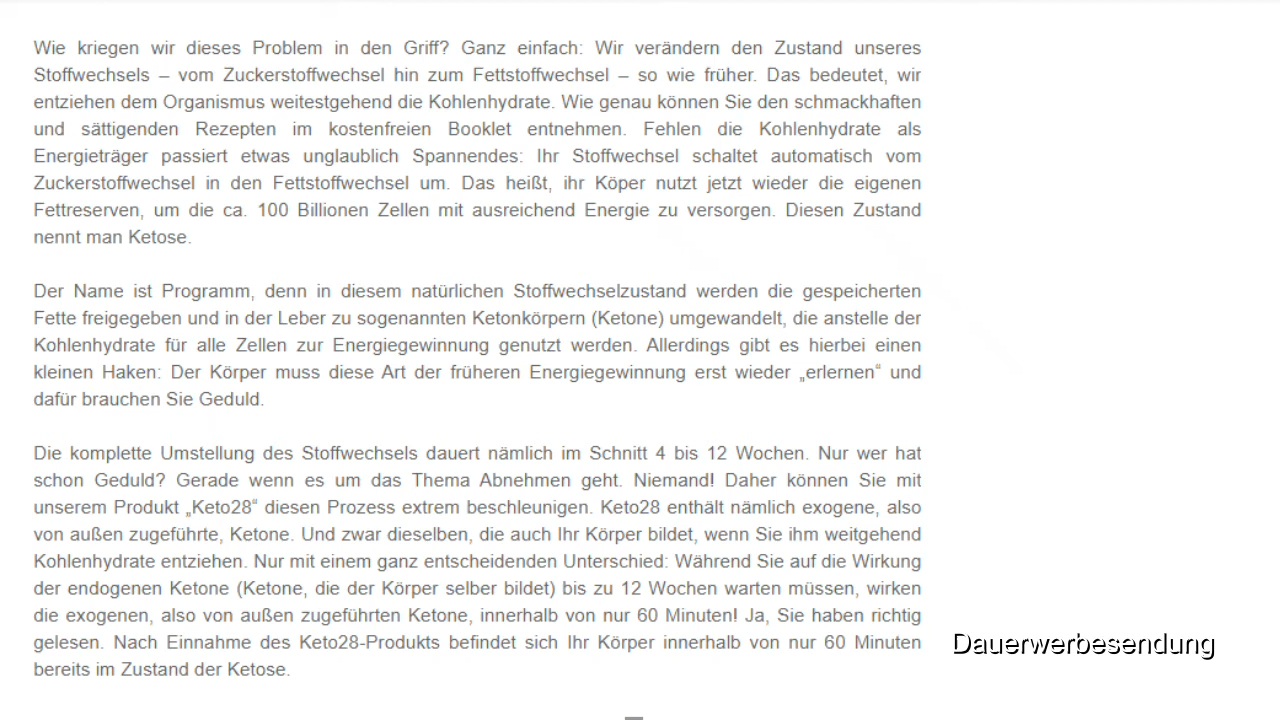 Wie kriegen wir dieses Problem in den Griff? Ganz einfach: Wir verändern den Zustand unseres
Stoffwechsels – vom Zuckerstoffwechsel hin zum Fettstoffwechsel – so wie früher. Das bedeutet, wir
entziehen dem Organismus weitestgehend die Kohlenhydrate. Wie genau können Sie den schmackhaften
und sättigenden Rezepten im kostenfreien Booklet entnehmen. Fehlen die Kohlenhydrate als
Energieträger passiert etwas unglaublich Spannendes: Ihr Stoffwechsel schaltet automatisch vom
Zuckerstoffwechsel in den Fettstoffwechsel um. Das heißt, ihr Köper nutzt jetzt wieder die eigenen
Fettreserven, um die ca. 100 Billionen Zellen mit ausreichend Energie zu versorgen. Diesen Zustand
nennt man Ketose.
Der Name ist Programm, denn in diesem natürlichen Stoffwechselzustand werden die gespeicherten
Fette freigegeben und in der Leber zu sogenannten Ketonkörpern (Ketone) umgewandelt, die anstelle der
Kohlenhydrate für alle Zellen zur Energiegewinnung genutzt werden. Allerdings gibt es hierbei einen
kleinen Haken: Der Körper muss diese Art der früheren Energiegewinnung erst wieder „erlernen“ und
dafür brauchen Sie Geduld.
Die komplette Umstellung des Stoffwechsels dauert nämlich im Schnitt 4 bis 12 Wochen. Nur wer hat
schon Geduld? Gerade wenn es um das Thema Abnehmen geht. Niemand! Daher können Sie mit
unserem Produkt „Keto28“ diesen Prozess extrem beschleunigen. Keto28 enthält nämlich exogene, also
von außen zugeführte, Ketone. Und zwar dieselben, die auch Ihr Körper bildet, wenn Sie ihm weitgehend
Kohlenhydrate entziehen. Nur mit einem ganz entscheidenden Unterschied: Während Sie auf die Wirkung
der endogenen Ketone (Ketone, die der Körper selber bildet) bis zu 12 Wochen warten müssen, wirken
die exogenen, also von außen zugeführten Ketone, innerhalb von nur 60 Minuten! Ja, Sie haben richtig
gelesen. Nach Einnahme des Keto28-Produkts befindet sich Ihr Körper innerhalb von nur 60 Minuten
bereits im Zustand der Ketose.
Dauerwerbesendung